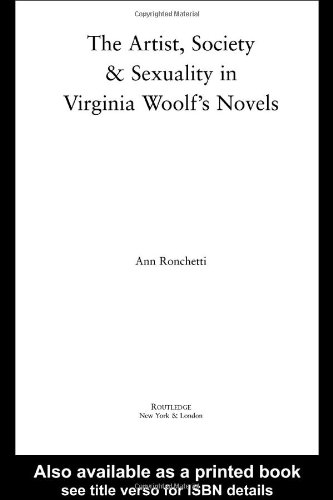 Copyrighted Material
The Artist, Society
& Sexuality in
Virginia Woolf's Novels
Ann Ronchetti
ROUTLEDGE
New York & London
Copyrighted Material
Also available as a printed book
see title verso for ISBN details